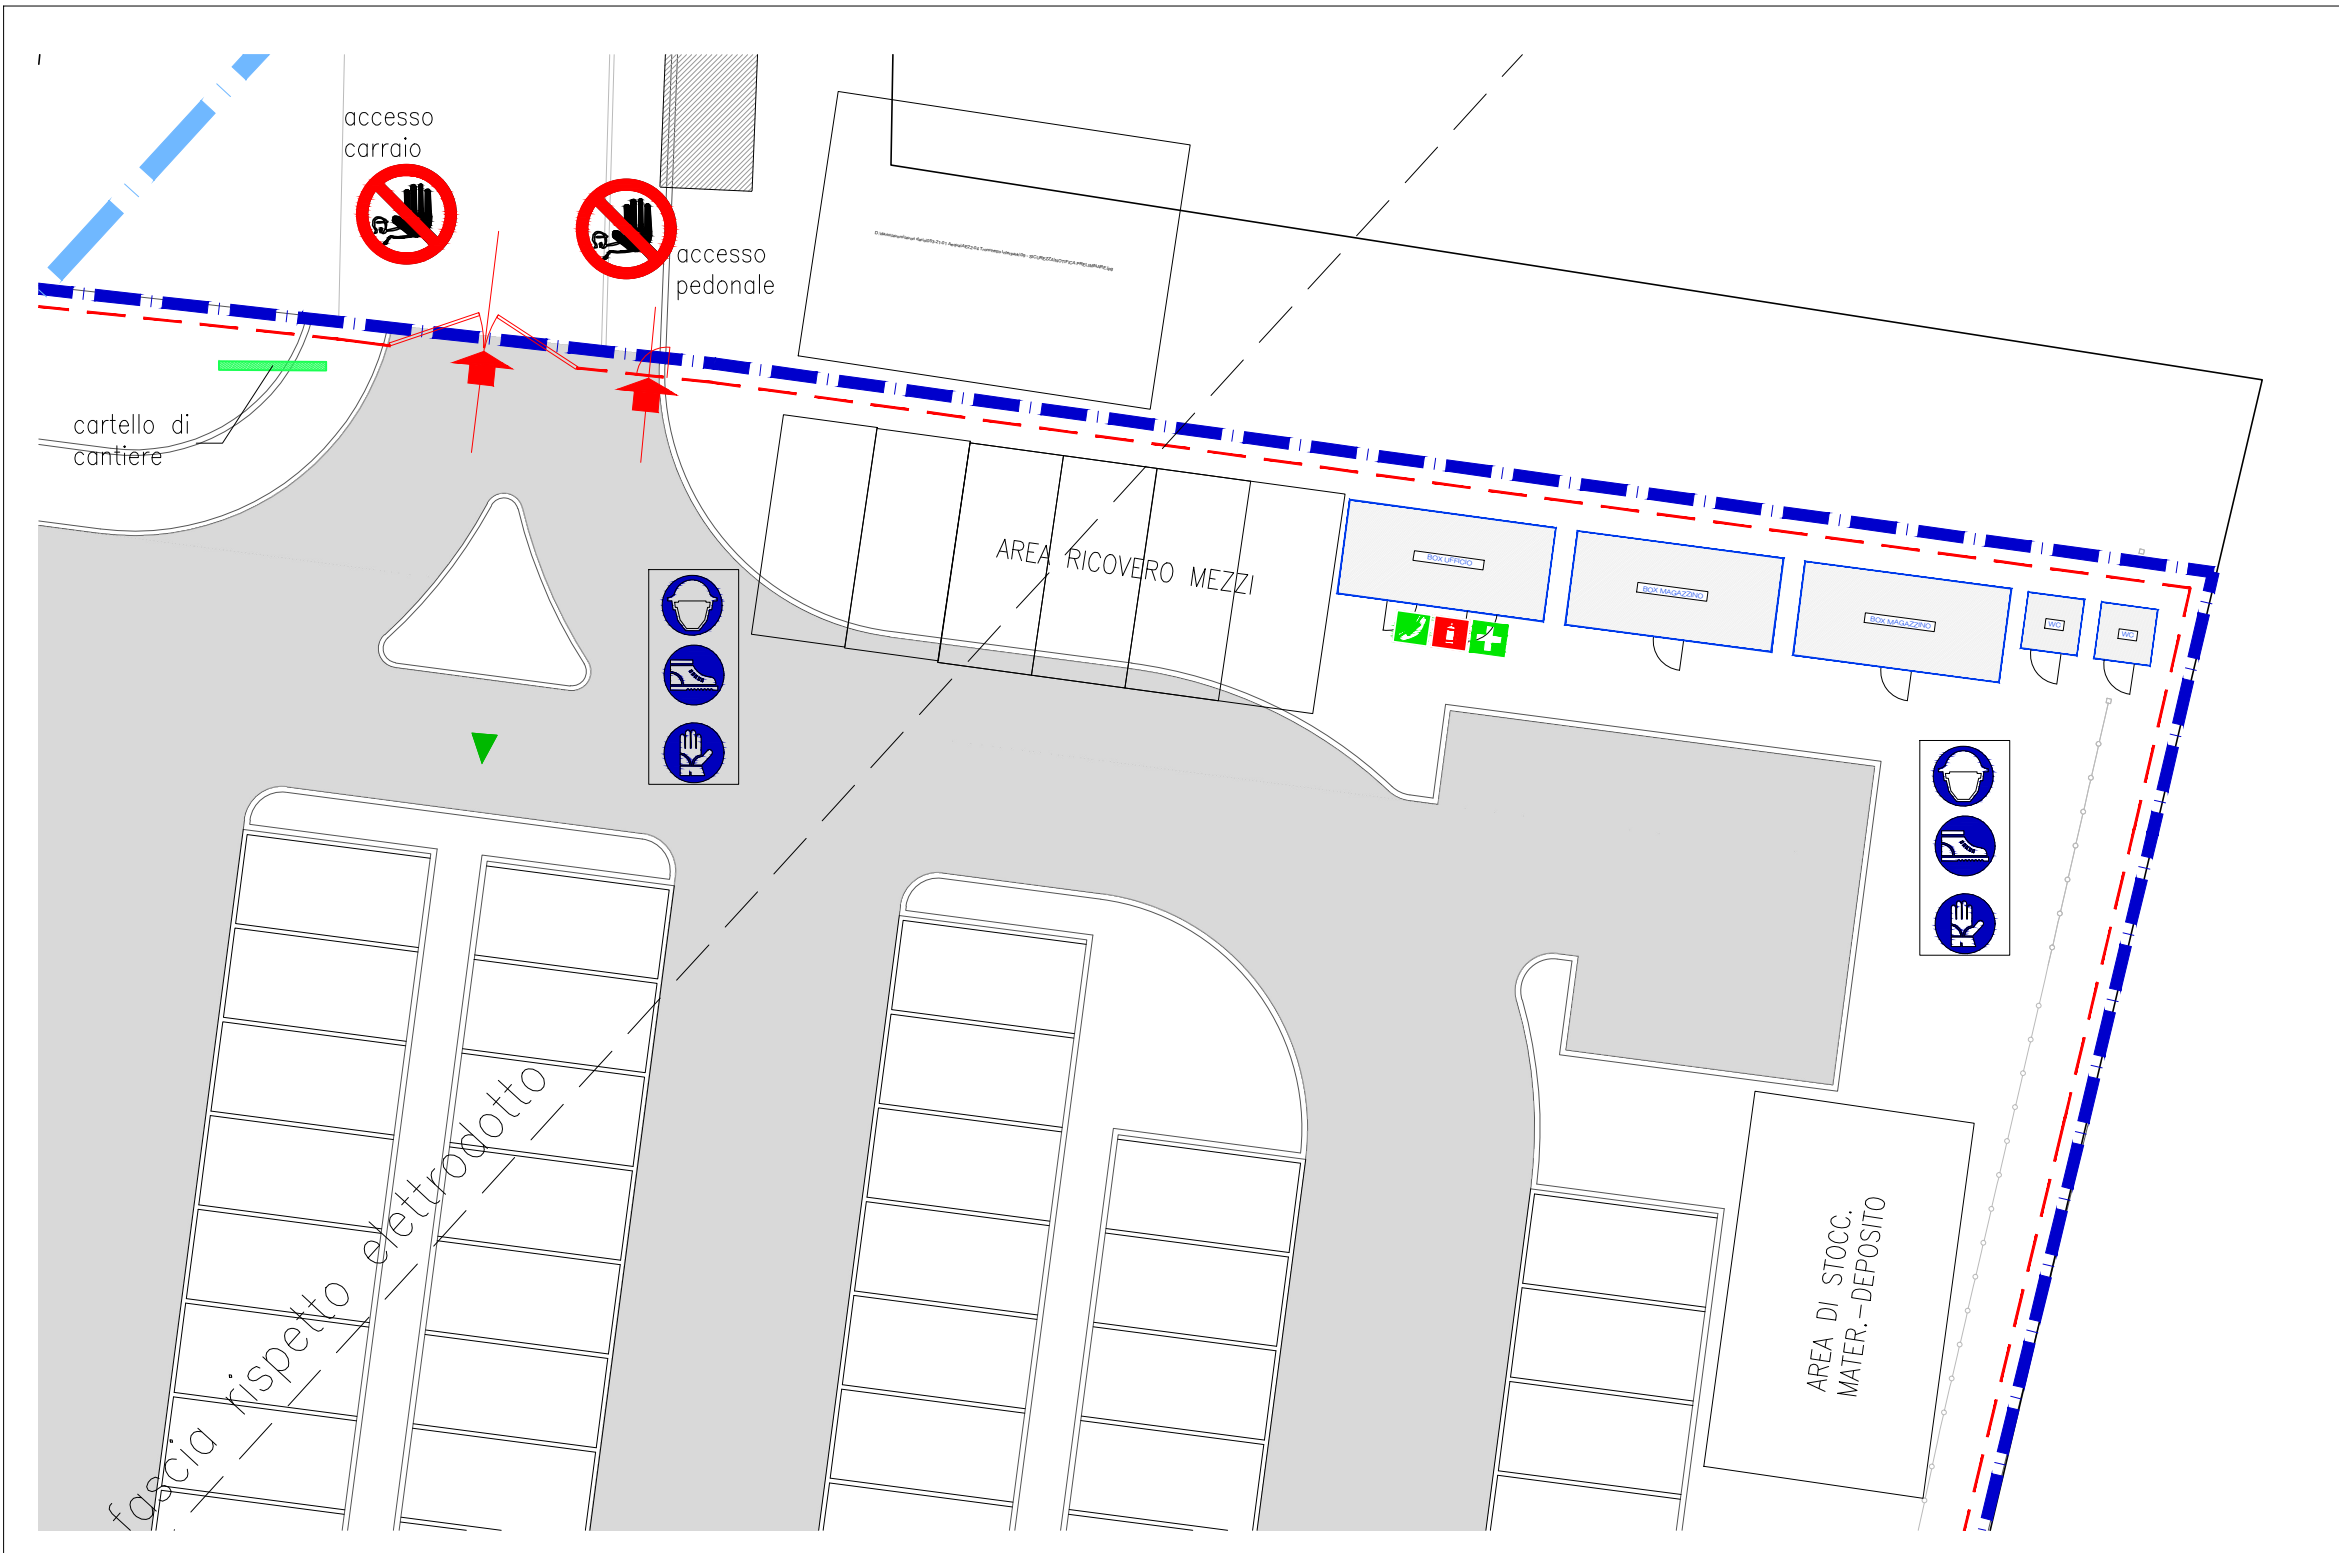 accesso
carraio
accesso
pedonale
cartello di
cantiere
AREA RICOVERO MEZZI
BOX UFFICIO
BOX MAGAZZINO
BOX MAGAZZINO
WC
WC
fascia rispetto elettrodotto
AREA DI STOCC.
MATER.-DEPOSITO